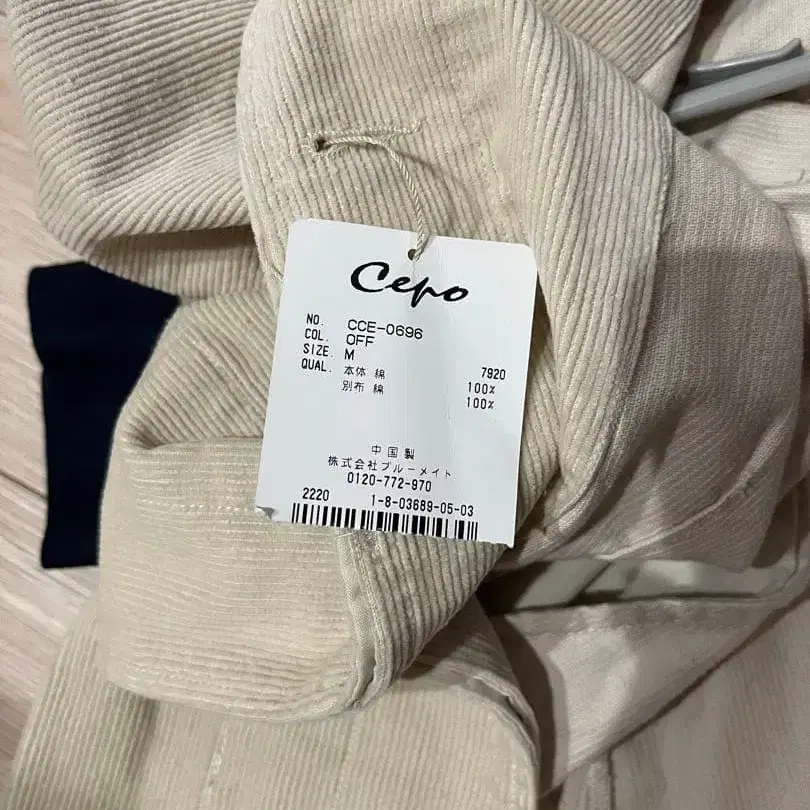 Cepo
NO. CCE-0696
COL. OFF
SIZE. M
QUAL. 本体 綿 7920
別布 綿 100%
100%
中国製
株式会社ブルーメイト
0120-772-970
2220 1-8-03689-05-03